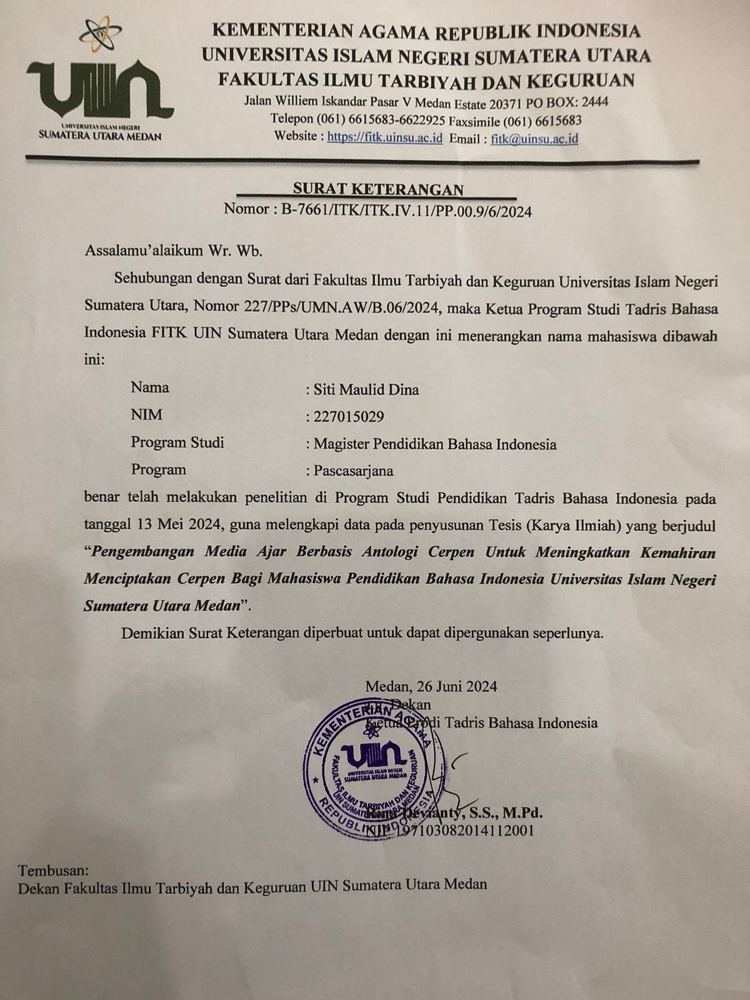 UIN
UNIVERSITAS ISLAM NEGERI
SUMATERA UTARA MEDAN
KEMENTERIAN AGAMA REPUBLIK INDONESIA
UNIVERSITAS ISLAM NEGERI SUMATERA UTARA
FAKULTAS ILMU TARBIYAH DAN KEGURUAN
Jalan Williem Iskandar Pasar V Medan Estate 20371 PO BOX: 2444
Telepon (061) 6615683-6622925 Faxsimile (061) 6615683
Website : https://fitk.uinsu.ac.id Email : fitk@uinsu.ac.id
SURAT KETERANGAN
Nomor : B-7661/ITK/ITK.IV.11/PP.00.9/6/2024
Assalamu’alaikum Wr. Wb.
Sehubungan dengan Surat dari Fakultas Ilmu Tarbiyah dan Keguruan Universitas Islam Negeri
Sumatera Utara, Nomor 227/PPs/UMN.AW/B.06/2024, maka Ketua Program Studi Tadris Bahasa
Indonesia FITK UIN Sumatera Utara Medan dengan ini menerangkan nama mahasiswa dibawah
ini:
Nama : Siti Maulid Dina
NIM : 227015029
Program Studi : Magister Pendidikan Bahasa Indonesia
Program : Pascasarjana
benar telah melakukan penelitian di Program Studi Pendidikan Tadris Bahasa Indonesia pada
tanggal 13 Mei 2024, guna melengkapi data pada penyusunan Tesis (Karya Ilmiah) yang berjudul
“Pengembangan Media Ajar Berbasis Antologi Cerpen Untuk Meningkatkan Kemahiran
Menciptakan Cerpen Bagi Mahasiswa Pendidikan Bahasa Indonesia Universitas Islam Negeri
Sumatera Utara Medan”.
Demikian Surat Keterangan diperbuat untuk dapat dipergunakan seperlunya.
Medan, 26 Juni 2024
a.n. Dekan
Ketua Prodi Tadris Bahasa Indonesia
KEMENTERIAN AGAMA
UIN
UNIVERSITAS ISLAM NEGERI
SUMATERA UTARA MEDAN
FAKULTAS ILMU TARBIYAH DAN KEGURUAN
UIN SUMATERA UTARA MEDAN
REPUBLIK INDONESIA
Rina Devianty, S.S., M.Pd.
NIP 197103082014112001
Tembusan:
Dekan Fakultas Ilmu Tarbiyah dan Keguruan UIN Sumatera Utara Medan